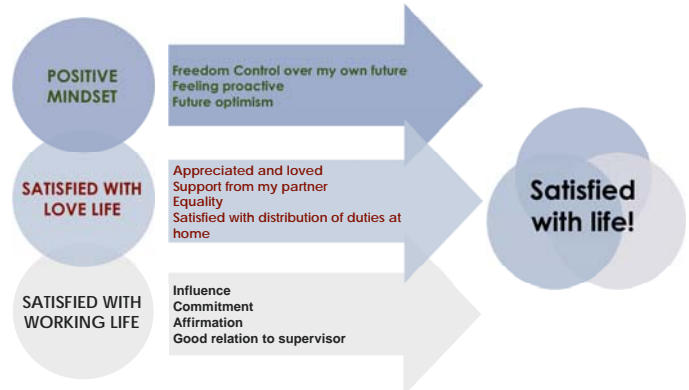 POSITIVE
MINDSET
Freedom Control over my own future
Feeling proactive
Future optimism
SATISFIED WITH
LOVE LIFE
Appreciated and loved
Support from my partner
Equality
Satisfied with distribution of duties at
home
SATISFIED WITH
WORKING LIFE
Influence
Commitment
Affirmation
Good relation to supervisor
Satisfied
with life!